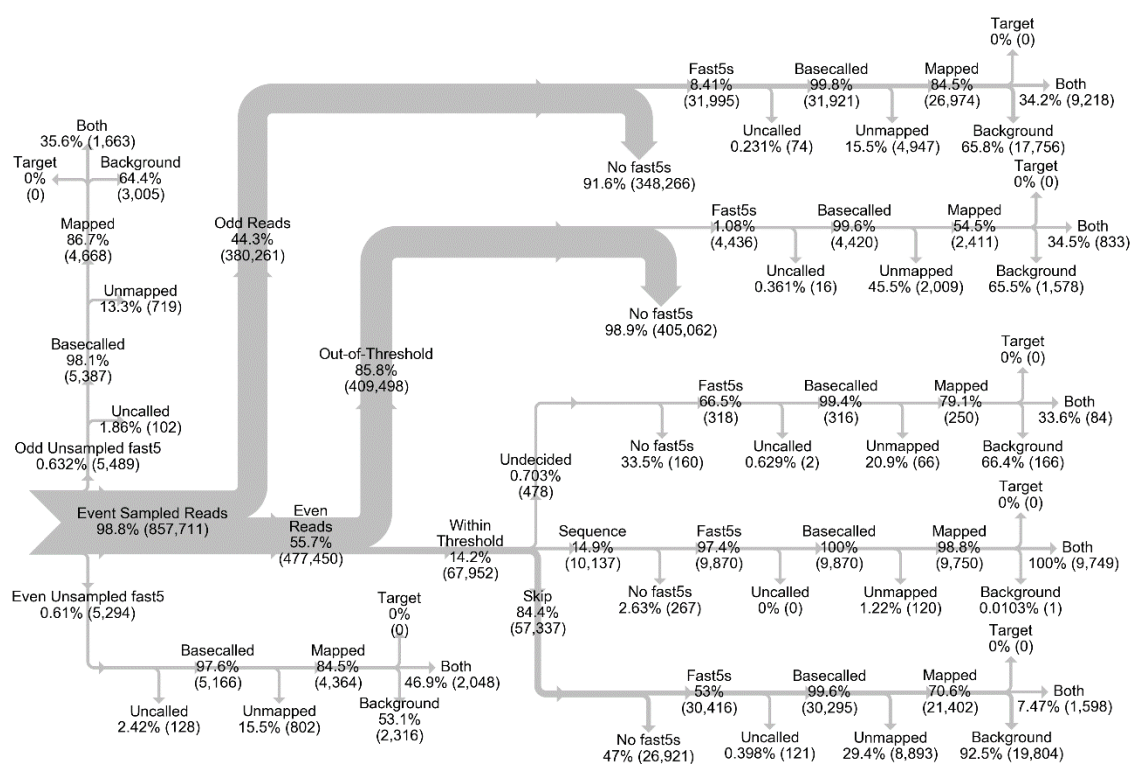 Target
0% (0)
Fast5s
8.41%
(31,995)
Basecalled
99.8%
(31,921)
Mapped
84.5%
(26,974)
Both
34.2% (9,218)
Uncalled
0.231% (74)
Unmapped
15.5% (4,947)
Background
65.8% (17,756)
No fast5s
91.6% (348,266)
Both
35.6% (1,663)
Target
0%
(0)
Background
64.4%
(3,005)
Mapped
86.7%
(4,668)
Unmapped
13.3% (719)
Basecalled
98.1%
(5,387)
Uncalled
1.86% (102)
Odd Unsampled fast5
0.632% (5,489)
Odd Reads
44.3%
(380,261)
Target
0% (0)
Fast5s
1.08%
(4,436)
Basecalled
99.6%
(4,420)
Mapped
54.5%
(2,411)
Both
34.5% (833)
Uncalled
0.361% (16)
Unmapped
45.5% (2,009)
Background
65.5% (1,578)
No fast5s
98.9% (405,062)
Out-of-Threshold
85.8%
(409,498)
Target
0% (0)
Fast5s
66.5%
(318)
Basecalled
99.4%
(316)
Mapped
79.1%
(250)
Both
33.6% (84)
No fast5s
33.5% (160)
Uncalled
0.629% (2)
Unmapped
20.9% (66)
Background
66.4% (166)
Undecided
0.703%
(478)
Event Sampled Reads
98.8% (857,711)
Even
Reads
55.7%
(477,450)
Within
Threshold
14.2%
(67,952)
Target
0% (0)
Sequence
14.9%
(10,137)
Fast5s
97.4%
(9,870)
Basecalled
100%
(9,870)
Mapped
98.8%
(9,750)
Both
100% (9,749)
No fast5s
2.63% (267)
Uncalled
0% (0)
Unmapped
1.22% (120)
Background
0.0103% (1)
Skip
84.4%
(57,337)
Even Unsampled fast5
0.61% (5,294)
Target
0%
(0)
Basecalled
97.6%
(5,166)
Mapped
84.5%
(4,364)
Both
46.9% (2,048)
Uncalled
2.42% (128)
Unmapped
15.5% (802)
Background
53.1%
(2,316)
Target
0% (0)
Fast5s
53%
(30,416)
Basecalled
99.6%
(30,295)
Mapped
70.6%
(21,402)
Both
7.47% (1,598)
No fast5s
47% (26,921)
Uncalled
0.398% (121)
Unmapped
29.4% (8,893)
Background
92.5% (19,804)